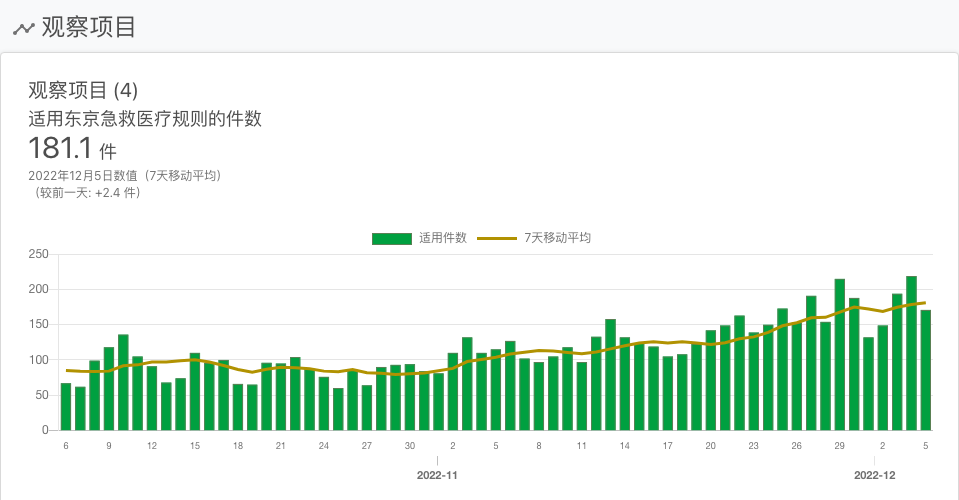 观察项目
观察项目 (4)
适用东京急救医疗规则的件数
181.1 件
2022年12月5日数值（7天移动平均）
（较前一天: +2.4 件）
适用件数 7天移动平均
250
200
150
100
50
0
6 9 12 15 18 21 24 27 30 2 5 8 11 14 17 20 23 26 29 2 5
2022-11 2022-12